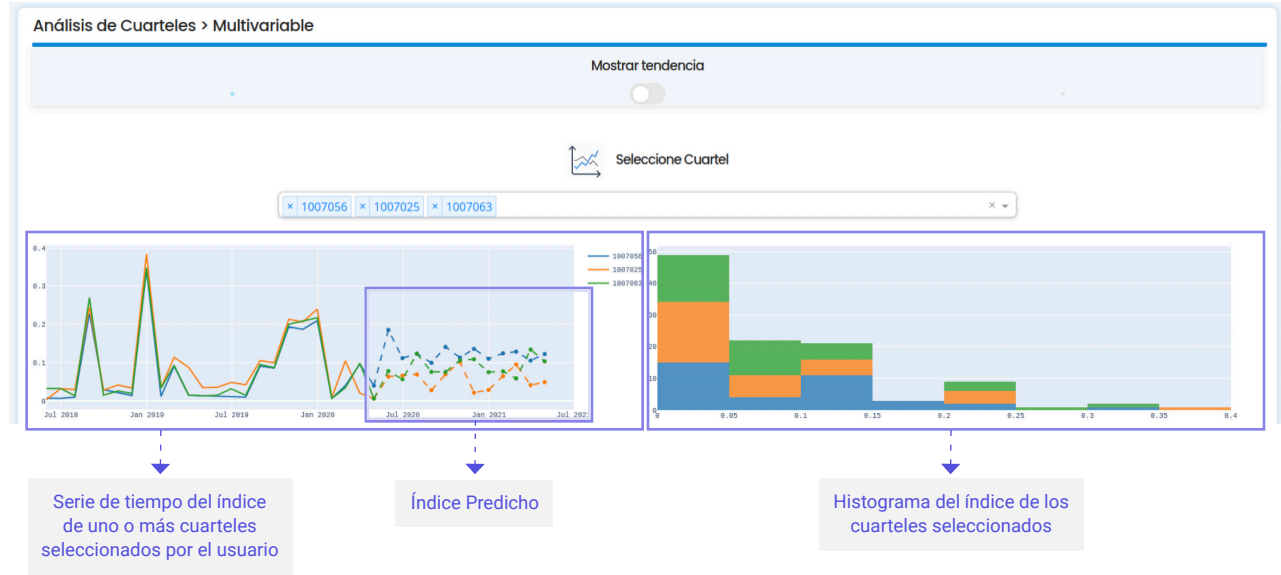 Análisis de Cuarteles > Multivariable
Mostrar tendencia
Seleccione Cuartel
× 1007056 × 1007025 × 1007063
×
0.4
0.3
0.2
0.1
0
Jul 2018 Jan 2019 Jul 2019 Jan 2020 Jul 2020 Jan 2021 Jul 2021
1007056
1007025
1007063
50
40
30
20
10
0
0 0.05 0.1 0.15 0.2 0.25 0.3 0.35 0.4
Serie de tiempo del índice
de uno o más cuarteles
seleccionados por el usuario
Índice Predicho
Histograma del índice de los
cuarteles seleccionados